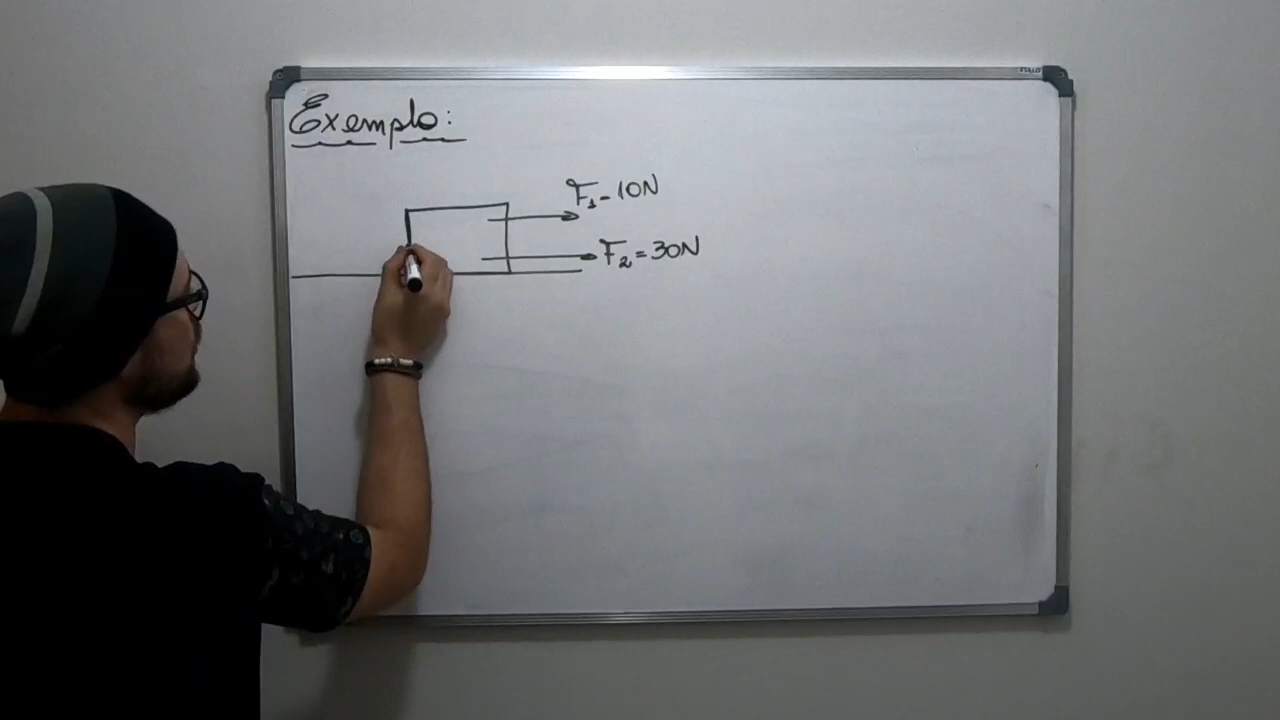 Exemplo:
F₁ - 10N
F₂ = 30N